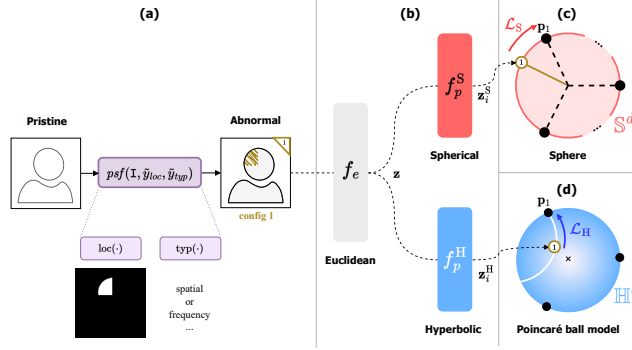 (a)
Pristine
Abnormal
psf(I, ỹ_loc, ỹ_typ)
1
config 1
loc(·)
typ(·)
spatial
or
frequency
...
(b)
f_e
Euclidean
z
f_p^S
Spherical
z_i^S
f_p^H
Hyperbolic
z_i^H
(c)
ℒ_S
p_1
1
𝕊^d
Sphere
(d)
p_1
ℒ_H
1
×
ℍ
Poincaré ball model